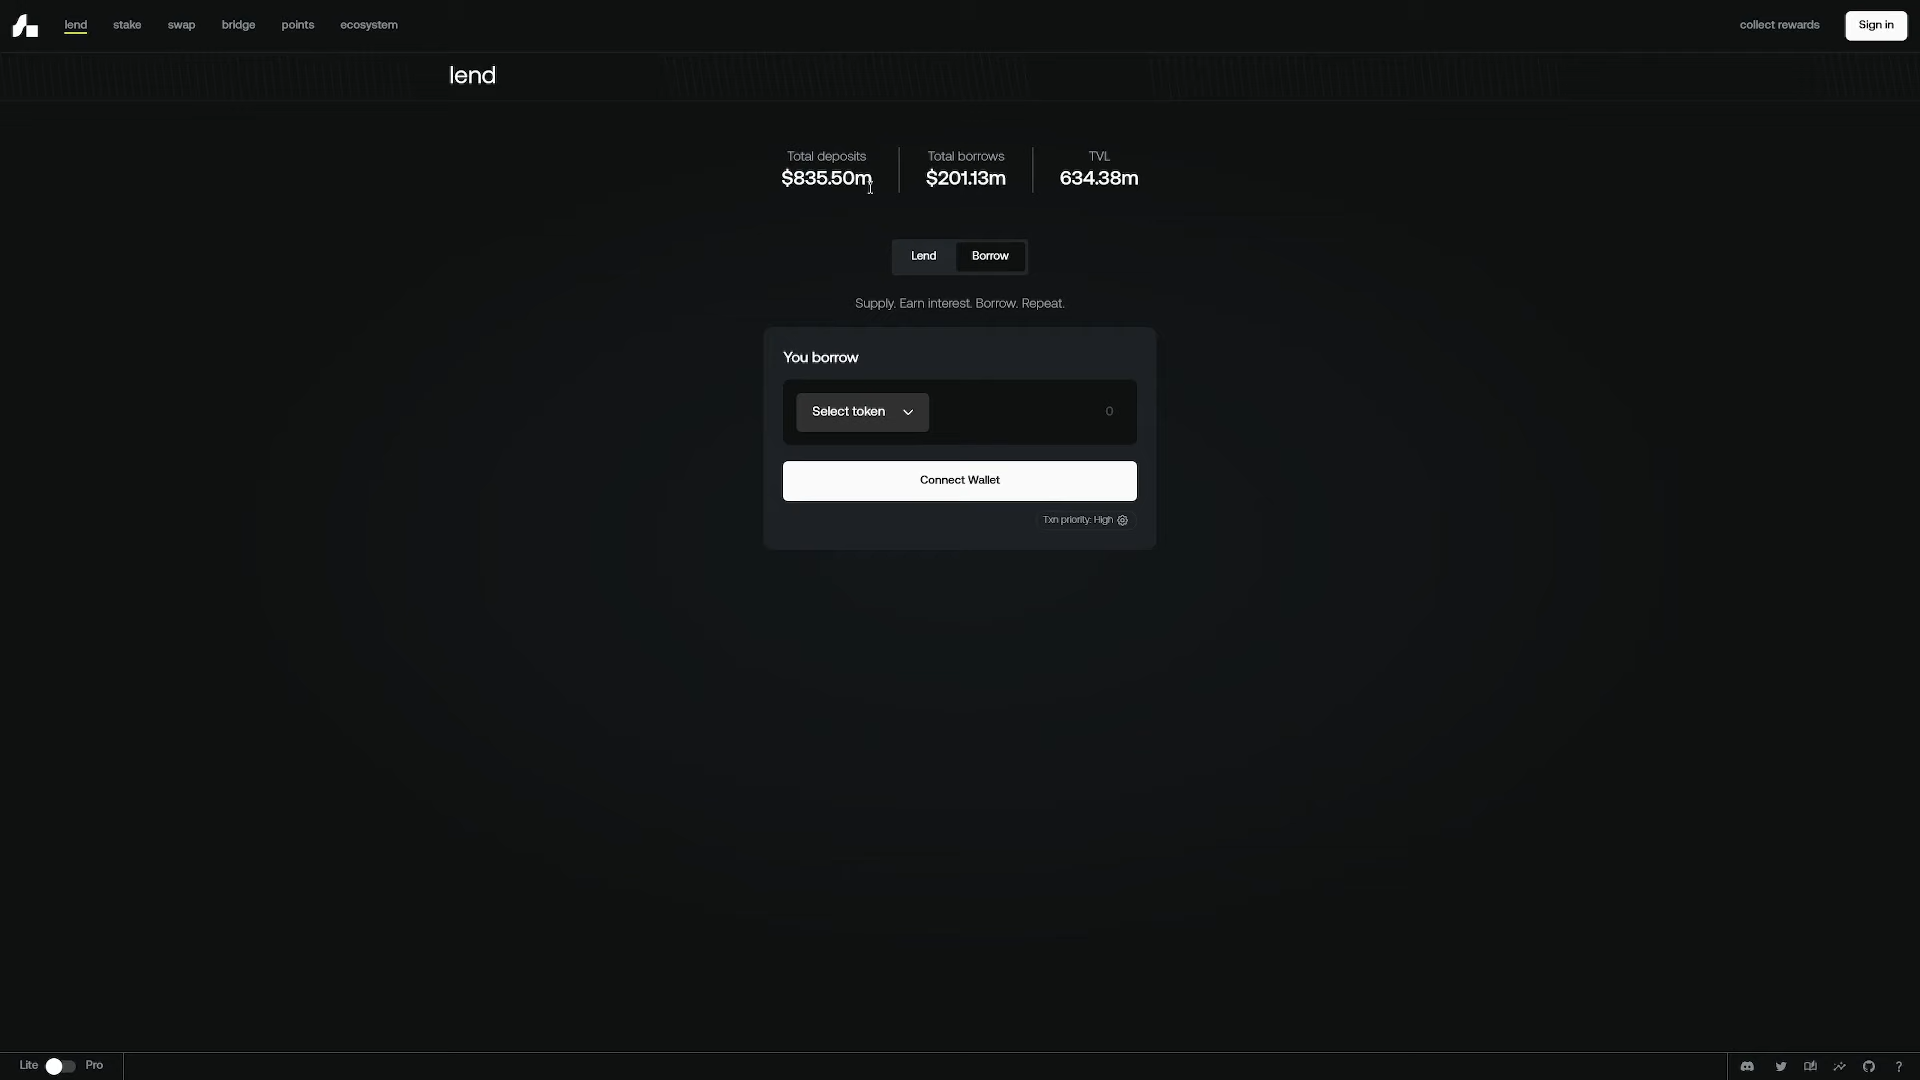 lend stake swap bridge points ecosystem collect rewards Sign in
lend
Total deposits Total borrows TVL
$835.50m $201.13m 634.38m
Lend Borrow
Supply. Earn interest. Borrow. Repeat.
You borrow
Select token 0
Connect Wallet
Txn priority: High
Lite Pro ?